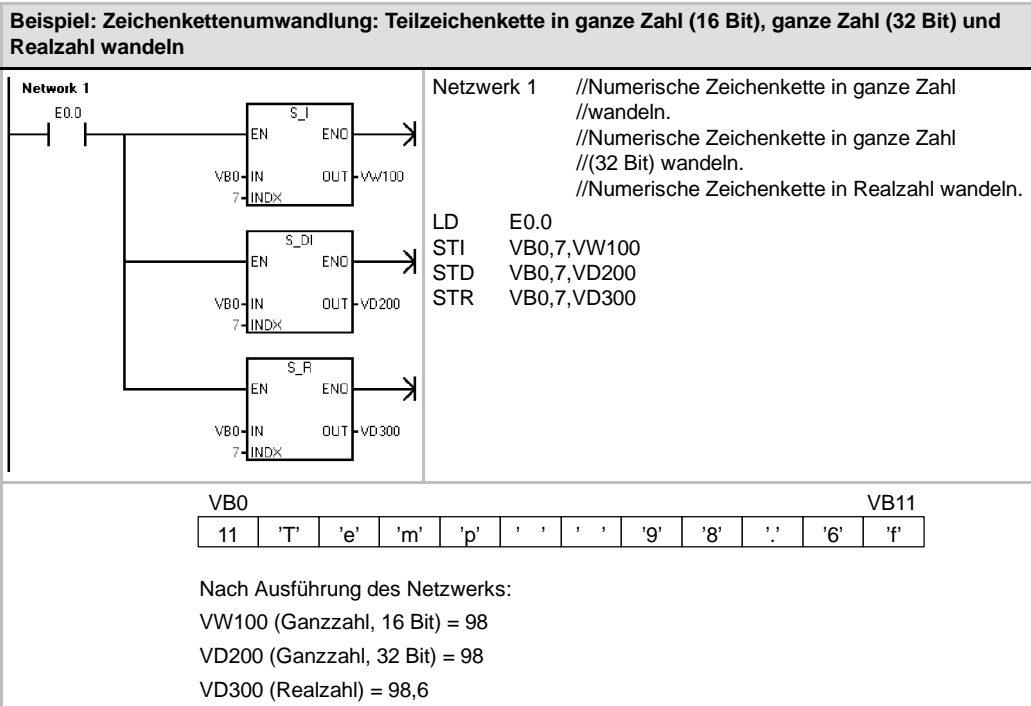 Beispiel: Zeichenkettenumwandlung: Teilzeichenkette in ganze Zahl (16 Bit), ganze Zahl (32 Bit) und
Realzahl wandeln
Network 1
E0.0
S_I
EN ENO
VB0 IN OUT VW100
7 INDX
S_DI
EN ENO
VB0 IN OUT VD200
7 INDX
S_R
EN ENO
VB0 IN OUT VD300
7 INDX
Netzwerk 1 //Numerische Zeichenkette in ganze Zahl
//wandeln.
//Numerische Zeichenkette in ganze Zahl
//(32 Bit) wandeln.
//Numerische Zeichenkette in Realzahl wandeln.
LD E0.0
STI VB0,7,VW100
STD VB0,7,VD200
STR VB0,7,VD300
VB0 VB11
11 ’T’ ’e’ ’m’ ’p’ ’ ’ ’ ’ ’9’ ’8’ ’.’ ’6’ ’f’
Nach Ausführung des Netzwerks:
VW100 (Ganzzahl, 16 Bit) = 98
VD200 (Ganzzahl, 32 Bit) = 98
VD300 (Realzahl) = 98,6